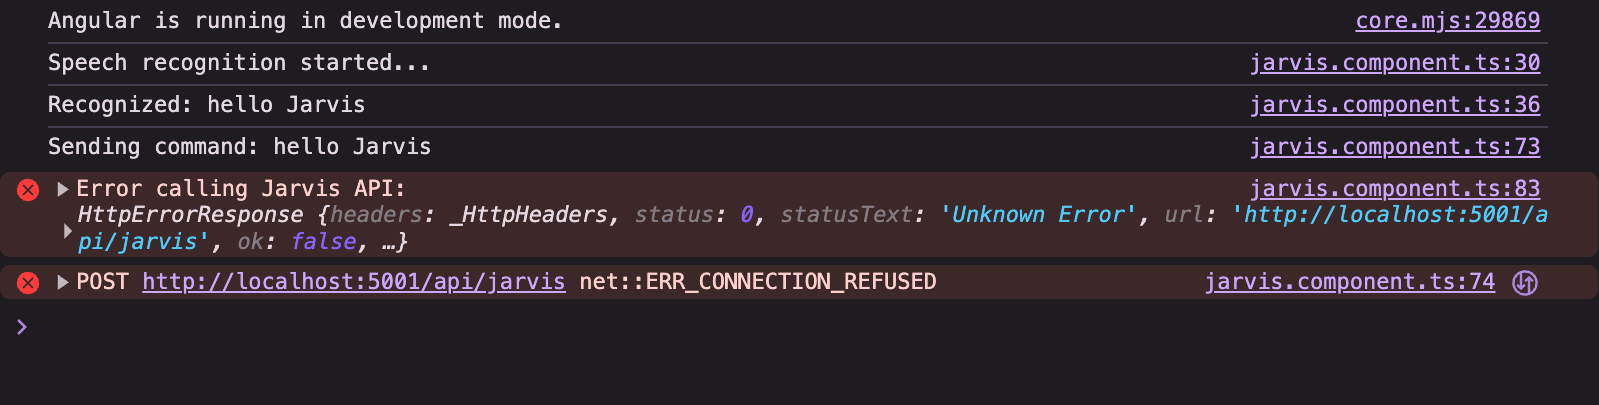 Angular is running in development mode. core.mjs:29869
Speech recognition started... jarvis.component.ts:30
Recognized: hello Jarvis jarvis.component.ts:36
Sending command: hello Jarvis jarvis.component.ts:73
Error calling Jarvis API: jarvis.component.ts:83
HttpErrorResponse {headers: _HttpHeaders, status: 0, statusText: 'Unknown Error', url: 'http://localhost:5001/a
pi/jarvis', ok: false, …}
POST http://localhost:5001/api/jarvis net::ERR_CONNECTION_REFUSED jarvis.component.ts:74